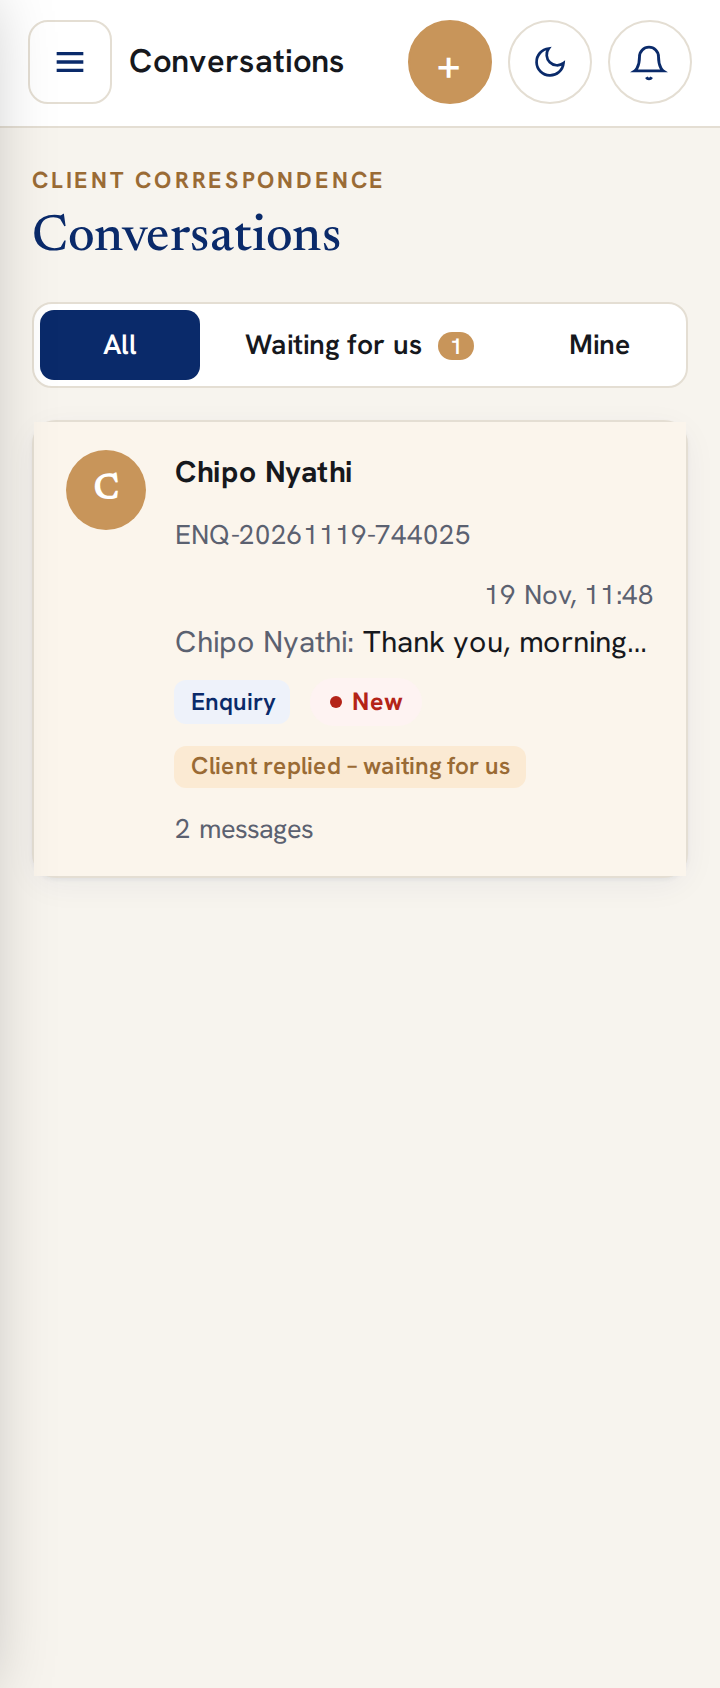 Conversations
+
CLIENT CORRESPONDENCE
Conversations
All Waiting for us 1 Mine
C Chipo Nyathi
ENQ-20261119-744025
19 Nov, 11:48
Chipo Nyathi: Thank you, morning...
Enquiry New
Client replied – waiting for us
2 messages